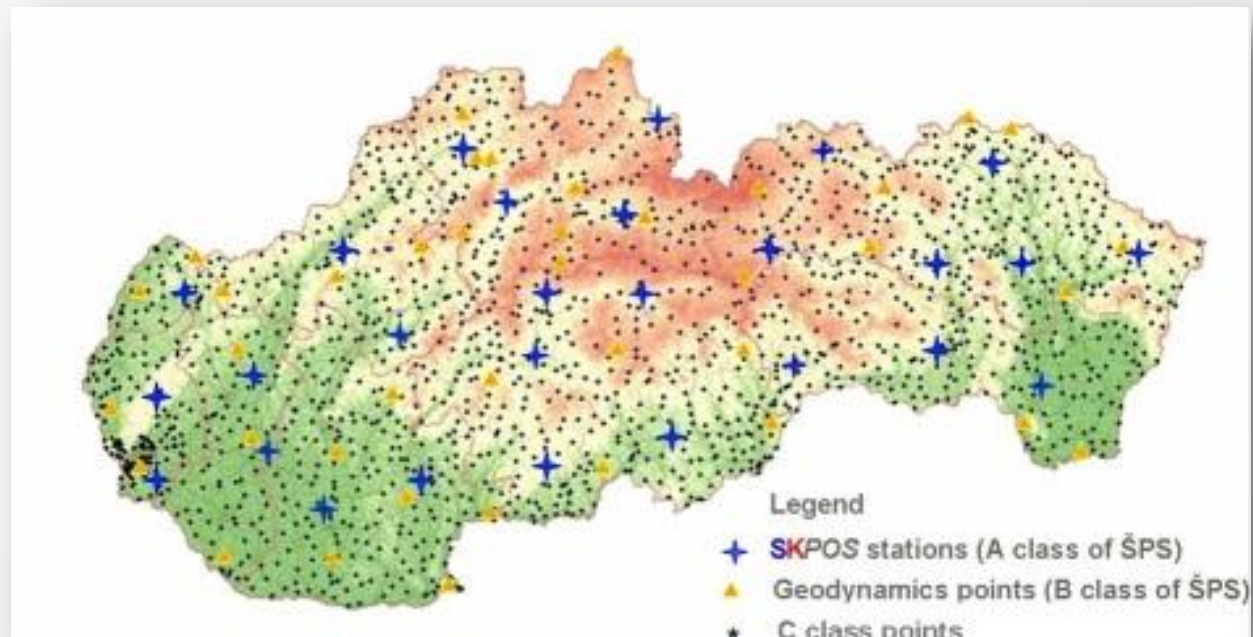 Legend
SKPOS stations (A class of ŠPS)
Geodynamics points (B class of ŠPS)
C class points